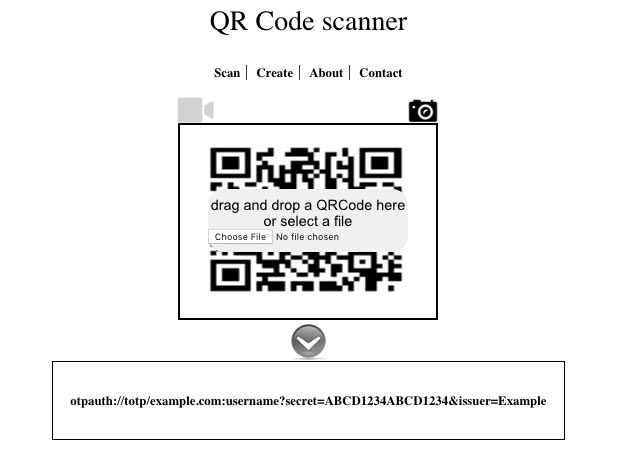 QR Code scanner
Scan | Create | About | Contact
drag and drop a QRCode here
or select a file
Choose File No file chosen
otpauth://totp/example.com:username?secret=ABCD1234ABCD1234&issuer=Example